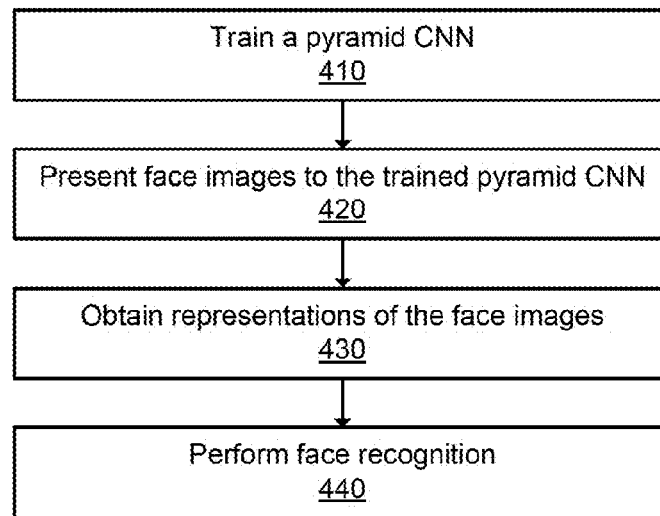 Train a pyramid CNN
410
Present face images to the trained pyramid CNN
420
Obtain representations of the face images
430
Perform face recognition
440